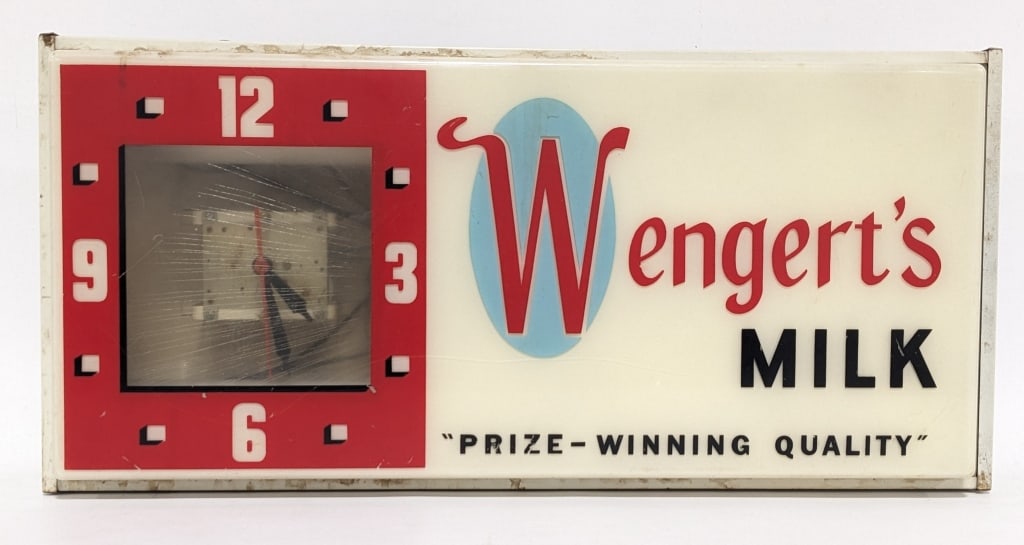 12
9
3
6
Wengert's
MILK
"PRIZE-WINNING QUALITY"